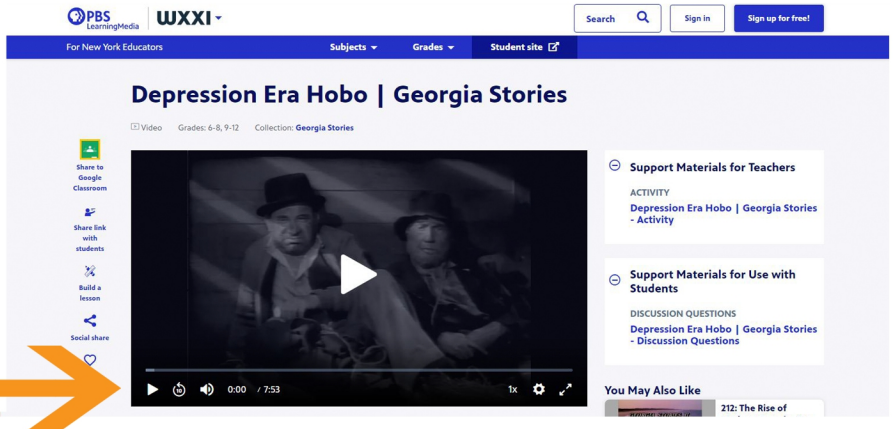 PBS LearningMedia WXXI Search Sign in Sign up for free!
For New York Educators Subjects Grades Student site
Depression Era Hobo | Georgia Stories
Video Grades: 6-8, 9-12 Collection: Georgia Stories
Share to
Google
Classroom
Share link
with
students
Build a
lesson
Social share
10 0:00 / 7:53 1x
Support Materials for Teachers
ACTIVITY
Depression Era Hobo | Georgia Stories
- Activity
Support Materials for Use with
Students
DISCUSSION QUESTIONS
Depression Era Hobo | Georgia Stories
- Discussion Questions
You May Also Like
212: The Rise of